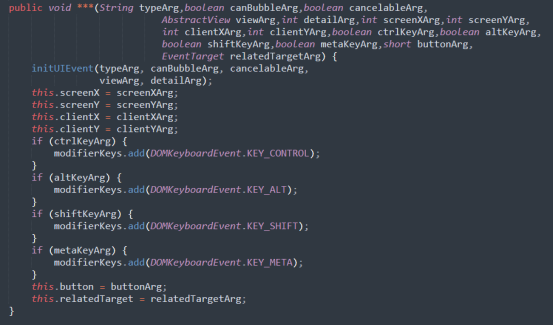 public void ***(String typeArg,boolean canBubbleArg,boolean cancelableArg,
AbstractView viewArg,int detailArg,int screenXArg,int screenYArg,
int clientXArg,int clientYArg,boolean ctrlKeyArg,boolean altKeyArg,
boolean shiftKeyArg,boolean metaKeyArg,short buttonArg,
EventTarget relatedTargetArg) {
initUIEvent(typeArg, canBubbleArg, cancelableArg,
viewArg, detailArg);
this.screenX = screenXArg;
this.screenY = screenYArg;
this.clientX = clientXArg;
this.clientY = clientYArg;
if (ctrlKeyArg) {
modifierKeys.add(DOMKeyboardEvent.KEY_CONTROL);
}
if (altKeyArg) {
modifierKeys.add(DOMKeyboardEvent.KEY_ALT);
}
if (shiftKeyArg) {
modifierKeys.add(DOMKeyboardEvent.KEY_SHIFT);
}
if (metaKeyArg) {
modifierKeys.add(DOMKeyboardEvent.KEY_META);
}
this.button = buttonArg;
this.relatedTarget = relatedTargetArg;
}